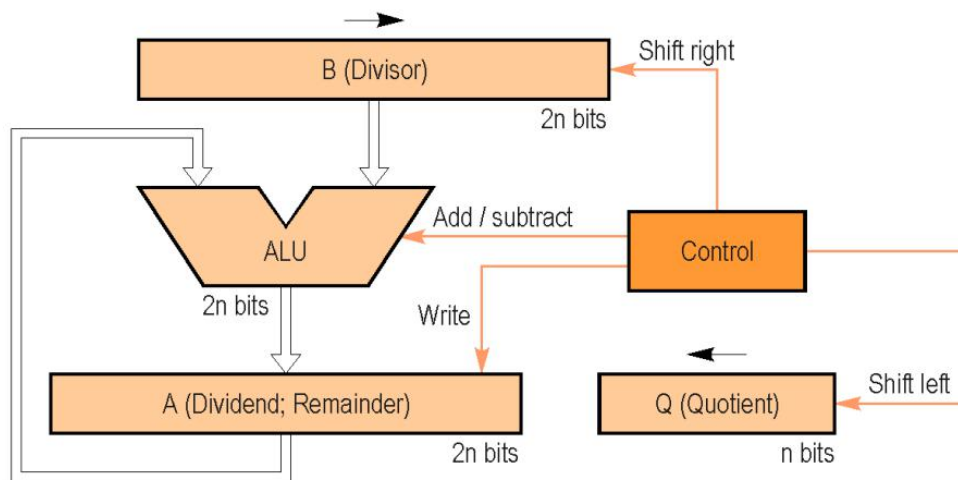 B (Divisor)
Shift right
2n bits
Add / subtract
ALU
Control
2n bits
Write
A (Dividend; Remainder)
Q (Quotient)
Shift left
2n bits
n bits